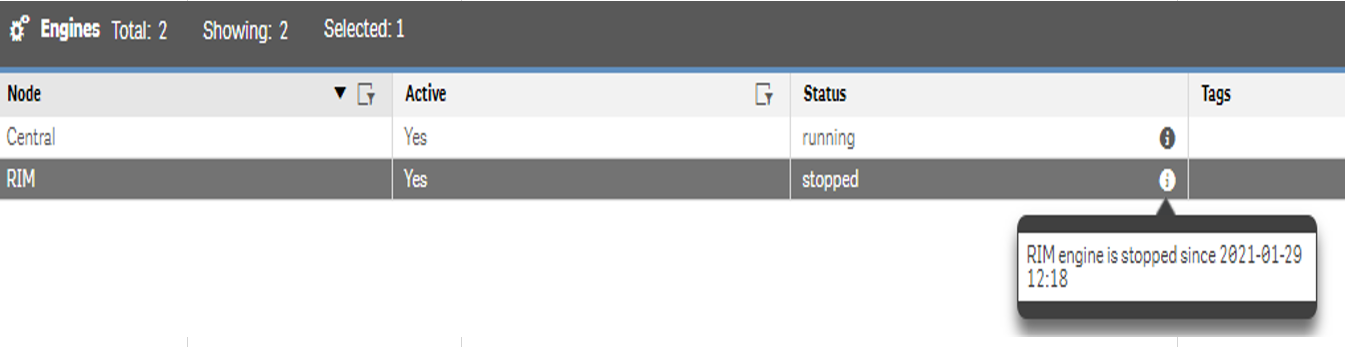 Engines Total: 2 Showing: 2 Selected: 1
Node Active Status Tags
Central Yes running
RIM Yes stopped
RIM engine is stopped since 2021-01-29
12:18